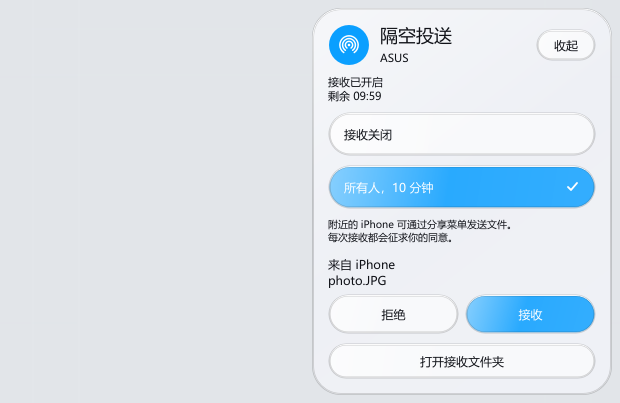 隔空投送
ASUS
收起
接收已开启
剩余 09:59
接收关闭
所有人，10 分钟
附近的 iPhone 可通过分享菜单发送文件。
每次接收都会征求你的同意。
来自 iPhone
photo.JPG
拒绝
接收
打开接收文件夹